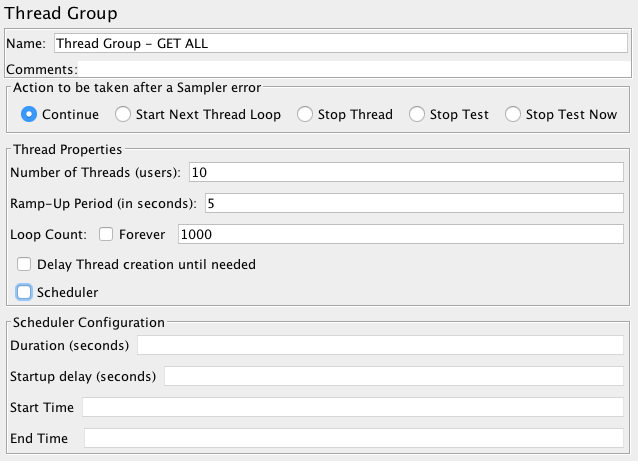 Thread Group
Name: Thread Group - GET ALL
Comments:
Action to be taken after a Sampler error
Continue Start Next Thread Loop Stop Thread Stop Test Stop Test Now
Thread Properties
Number of Threads (users): 10
Ramp-Up Period (in seconds): 5
Loop Count: Forever 1000
Delay Thread creation until needed
Scheduler
Scheduler Configuration
Duration (seconds)
Startup delay (seconds)
Start Time
End Time